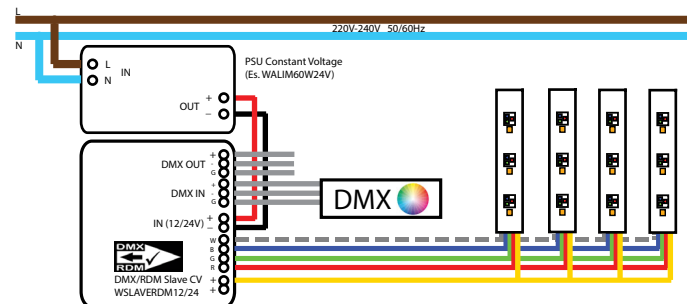 L
220V-240V 50/60Hz
N
L
IN
N
PSU Constant Voltage
(Es. WALIM60W24V)
+
OUT
−
DMX OUT
+
-
G
DMX IN
+
-
G
DMX
IN (12/24V)
+
−
W
B
G
R
DMX
RDM
DMX/RDM Slave CV
+
WSLAVERDM12/24
+